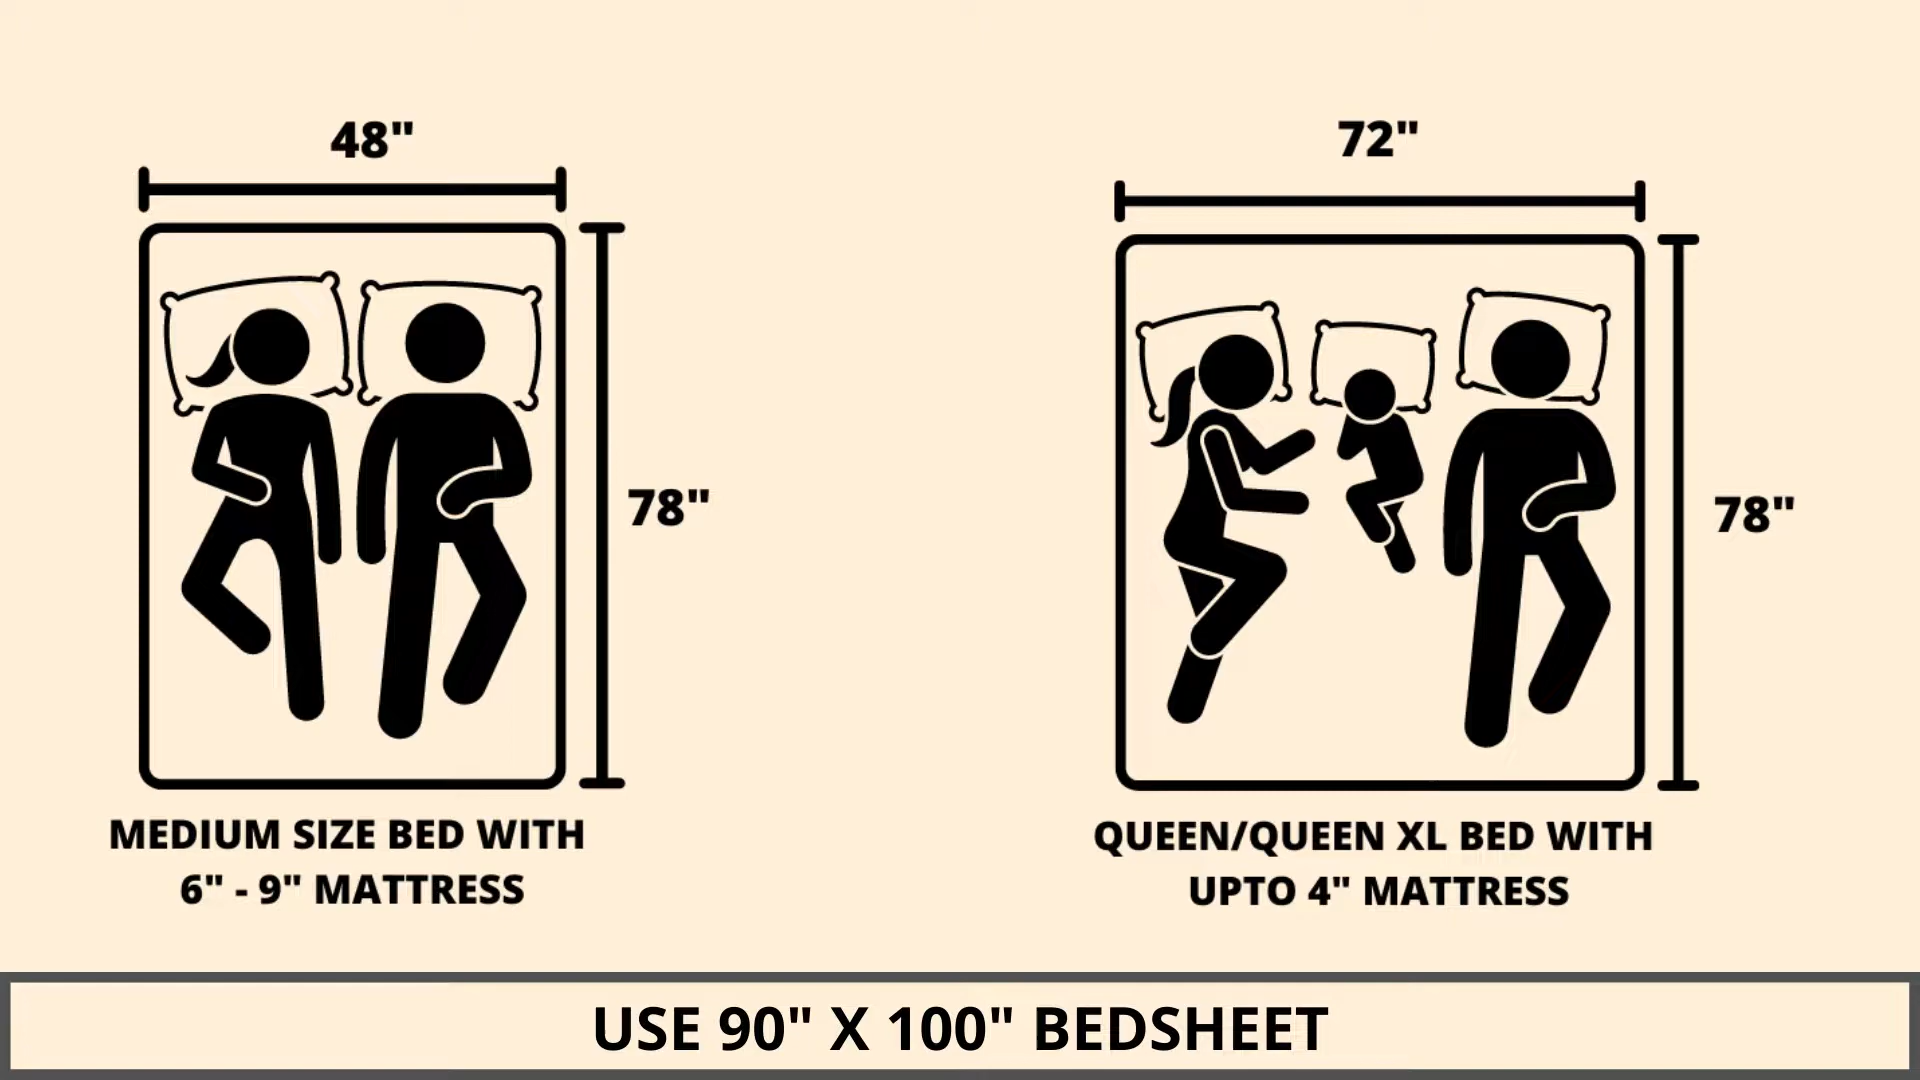 48"
78"
MEDIUM SIZE BED WITH
6" - 9" MATTRESS
72"
78"
QUEEN/QUEEN XL BED WITH
UPTO 4" MATTRESS
USE 90" X 100" BEDSHEET